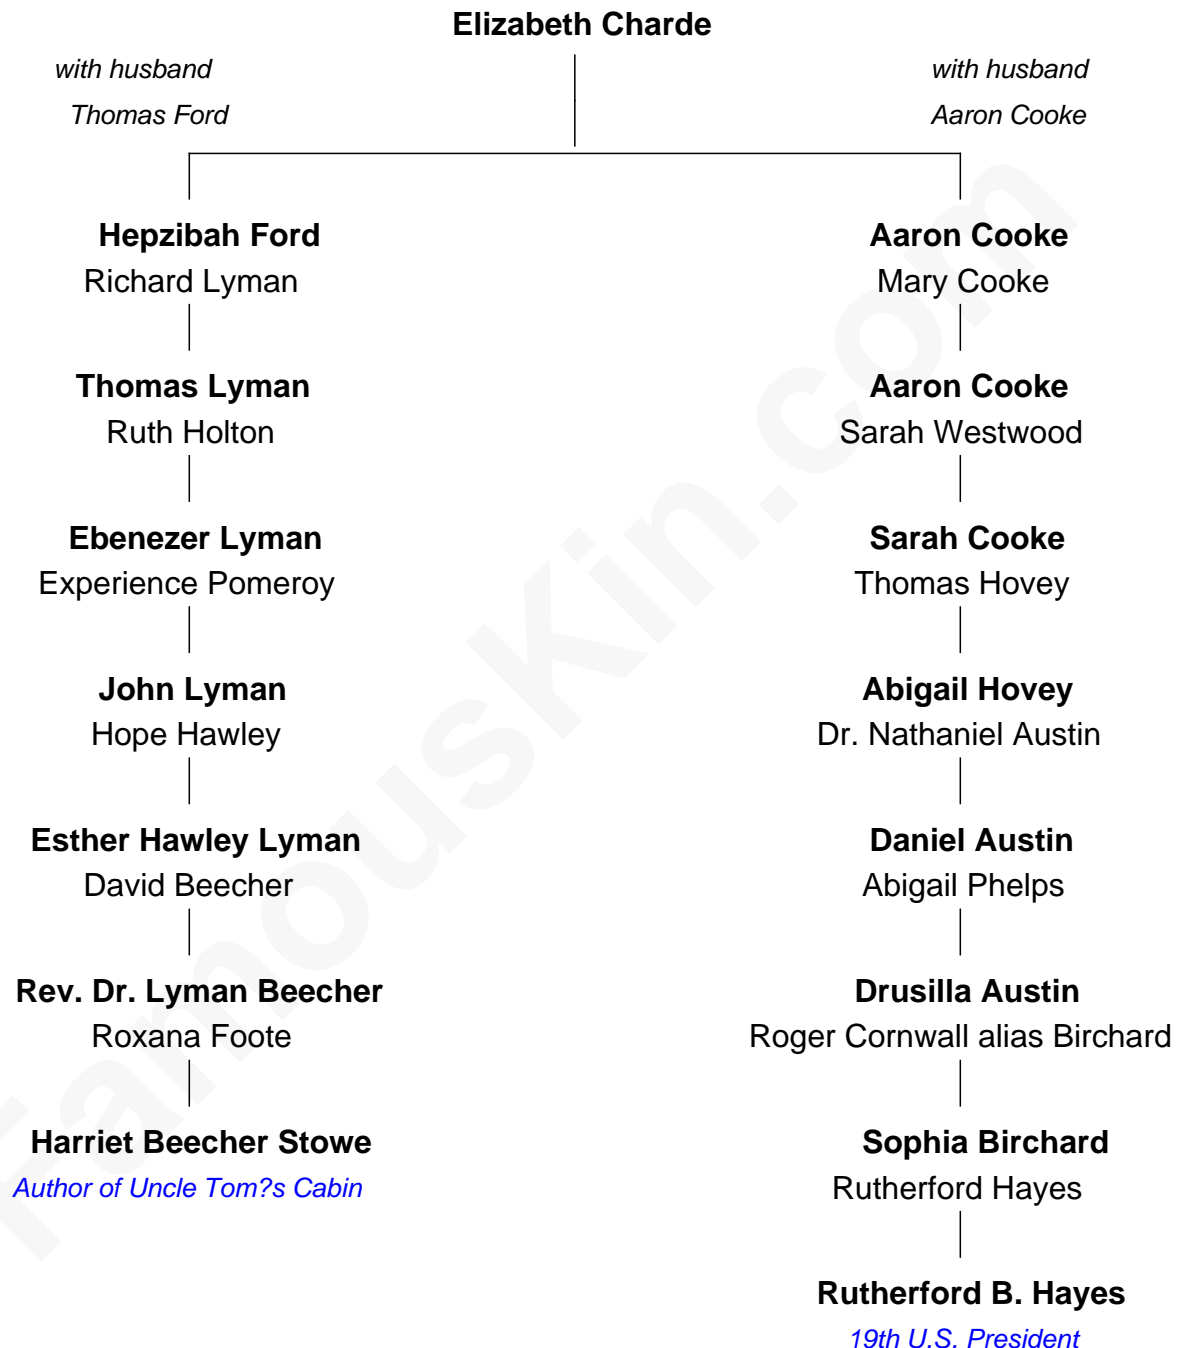 Elizabeth Charde
with husband
Thomas Ford
with husband
Aaron Cooke
Hepzibah Ford
Richard Lyman
Aaron Cooke
Mary Cooke
Thomas Lyman
Ruth Holton
Aaron Cooke
Sarah Westwood
Ebenezer Lyman
Experience Pomeroy
Sarah Cooke
Thomas Hovey
John Lyman
Hope Hawley
Abigail Hovey
Dr. Nathaniel Austin
Esther Hawley Lyman
David Beecher
Daniel Austin
Abigail Phelps
Rev. Dr. Lyman Beecher
Roxana Foote
Drusilla Austin
Roger Cornwall alias Birchard
Harriet Beecher Stowe
Author of Uncle Tom?s Cabin
Sophia Birchard
Rutherford Hayes
Rutherford B. Hayes
19th U.S. President
FamousKin.com